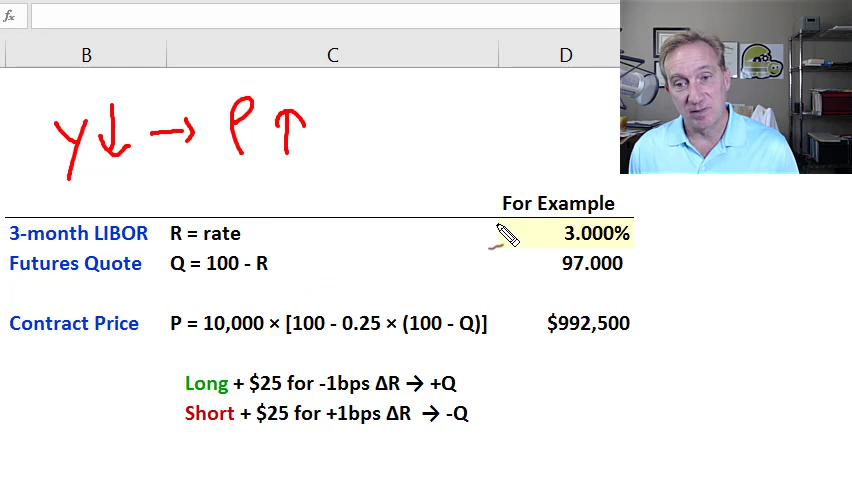 B C D
y ↓ → P ↑
For Example
3-month LIBOR R = rate 3.000%
Futures Quote Q = 100 - R 97.000
Contract Price P = 10,000 × [100 - 0.25 × (100 - Q)] $992,500
Long + $25 for -1bps ΔR → +Q
Short + $25 for +1bps ΔR → -Q